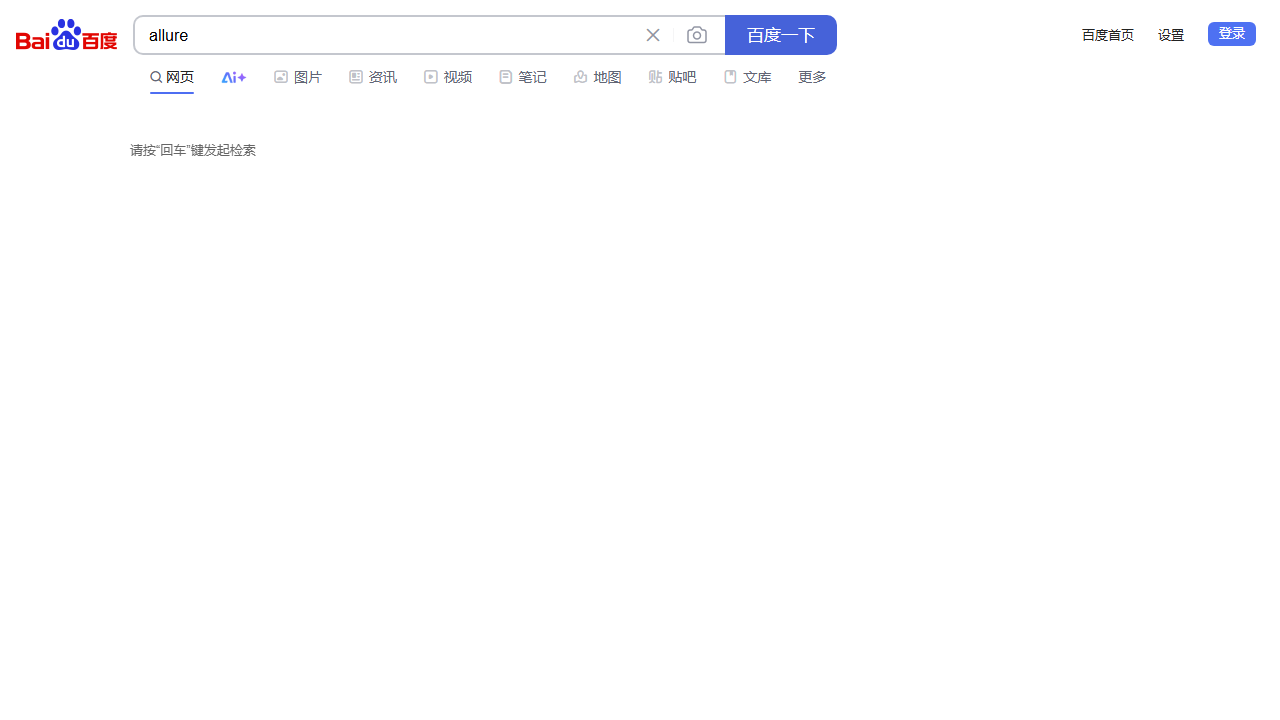 Bai du 百度 allure 百度一下 百度首页 设置 登录
网页 Ai+ 图片 资讯 视频 笔记 地图 贴吧 文库 更多
请按“回车”键发起检索